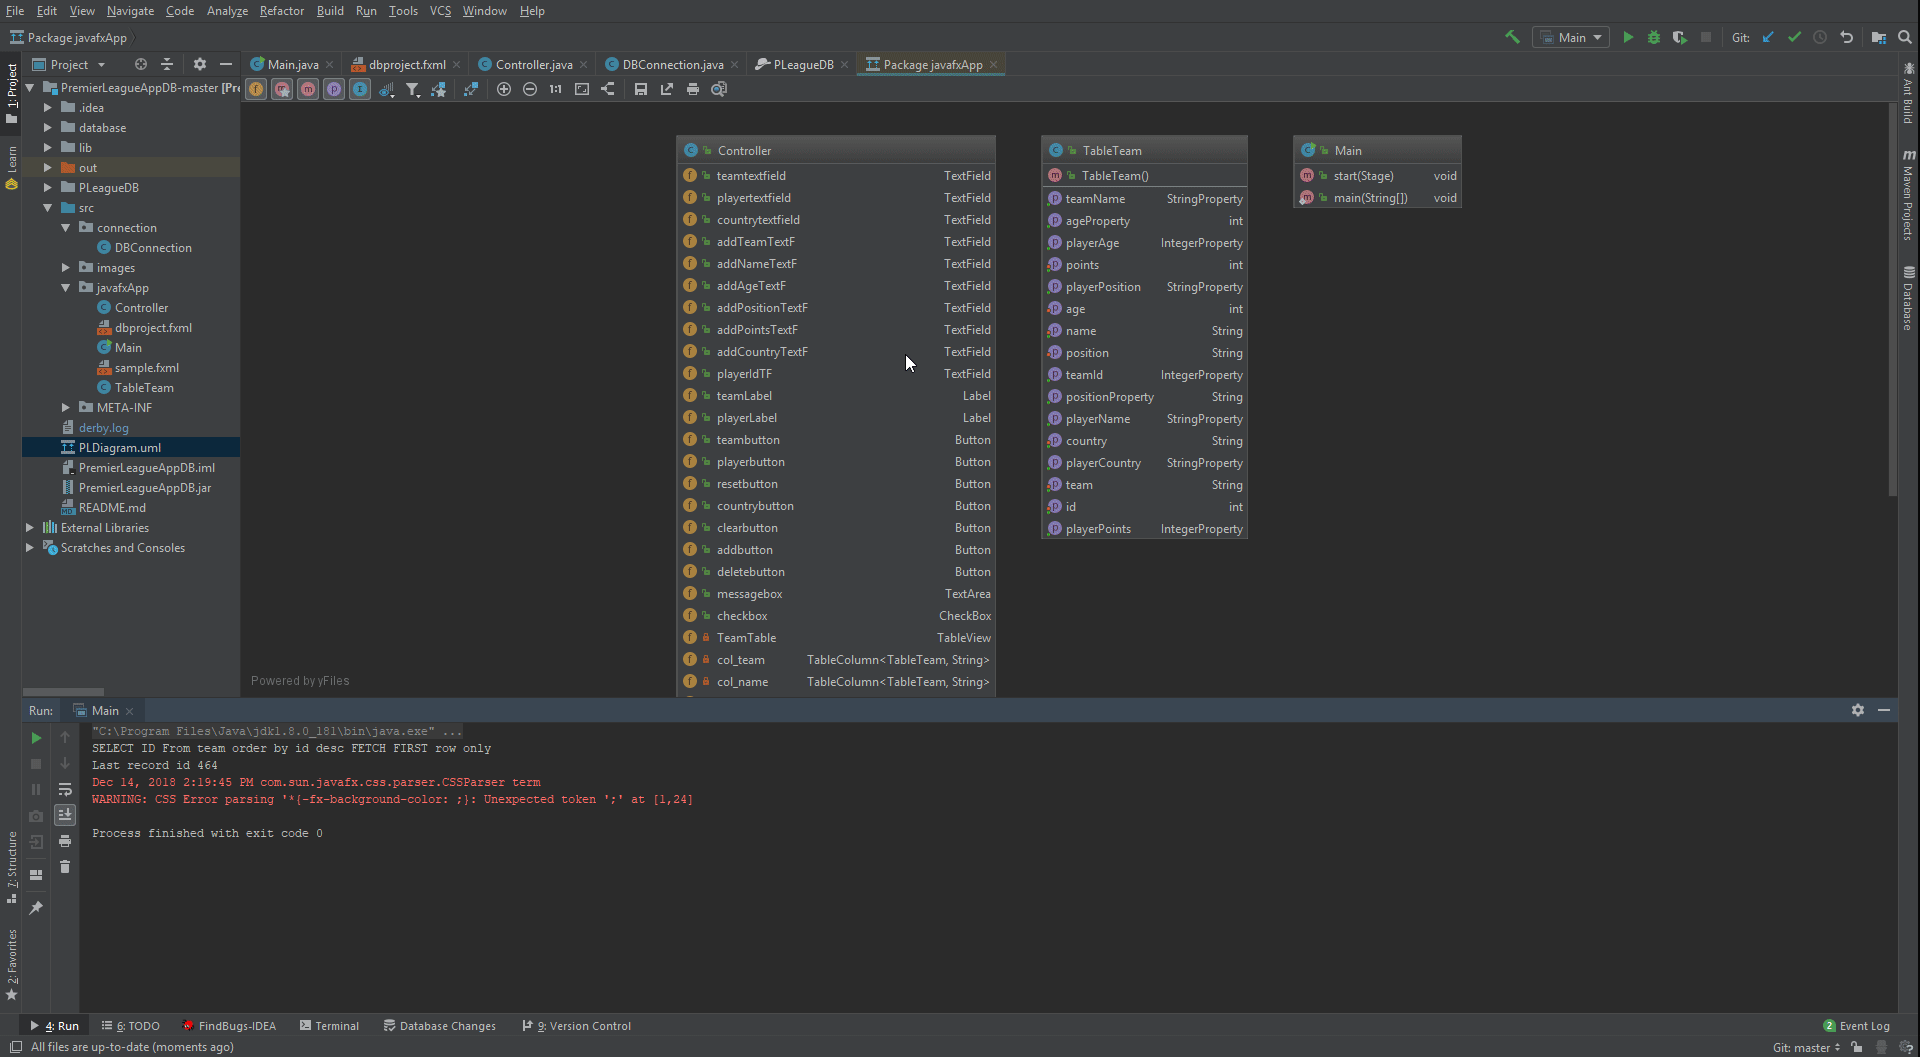 File Edit View Navigate Code Analyze Refactor Build Run Tools VCS Window Help
Package javafxApp
Main
Git:
Project
Main.java
dbproject.fxml
Controller.java
DBConnection.java
PLeagueDB
Package javafxApp
1: Project
Learn
7: Structure
2: Favorites
Ant Build
Maven Projects
Database
1:1
PremierLeagueAppDB-master [Pre
.idea
database
lib
out
PLeagueDB
src
connection
DBConnection
images
javafxApp
Controller
dbproject.fxml
Main
sample.fxml
TableTeam
META-INF
derby.log
PLDiagram.uml
PremierLeagueAppDB.iml
PremierLeagueAppDB.jar
README.md
External Libraries
Scratches and Consoles
Controller
teamtextfield TextField
playertextfield TextField
countrytextfield TextField
addTeamTextF TextField
addNameTextF TextField
addAgeTextF TextField
addPositionTextF TextField
addPointsTextF TextField
addCountryTextF TextField
playerIdTF TextField
teamLabel Label
playerLabel Label
teambutton Button
playerbutton Button
resetbutton Button
countrybutton Button
clearbutton Button
addbutton Button
deletebutton Button
messagebox TextArea
checkbox CheckBox
TeamTable TableView
col_team TableColumn<TableTeam, String>
col_name TableColumn<TableTeam, String>
TableTeam
TableTeam()
teamName StringProperty
ageProperty int
playerAge IntegerProperty
points int
playerPosition StringProperty
age int
name String
position String
teamId IntegerProperty
positionProperty String
playerName StringProperty
country String
playerCountry StringProperty
team String
id int
playerPoints IntegerProperty
Main
start(Stage) void
main(String[]) void
Powered by yFiles
Run: Main
"C:\Program Files\Java\jdk1.8.0_181\bin\java.exe" ...
SELECT ID From team order by id desc FETCH FIRST row only
Last record id 464
Dec 14, 2018 2:19:45 PM com.sun.javafx.css.parser.CSSParser term
WARNING: CSS Error parsing '*{-fx-background-color: ;}: Unexpected token ';' at [1,24]
Process finished with exit code 0
4: Run
6: TODO
FindBugs-IDEA
Terminal
Database Changes
9: Version Control
2 Event Log
All files are up-to-date (moments ago)
Git: master